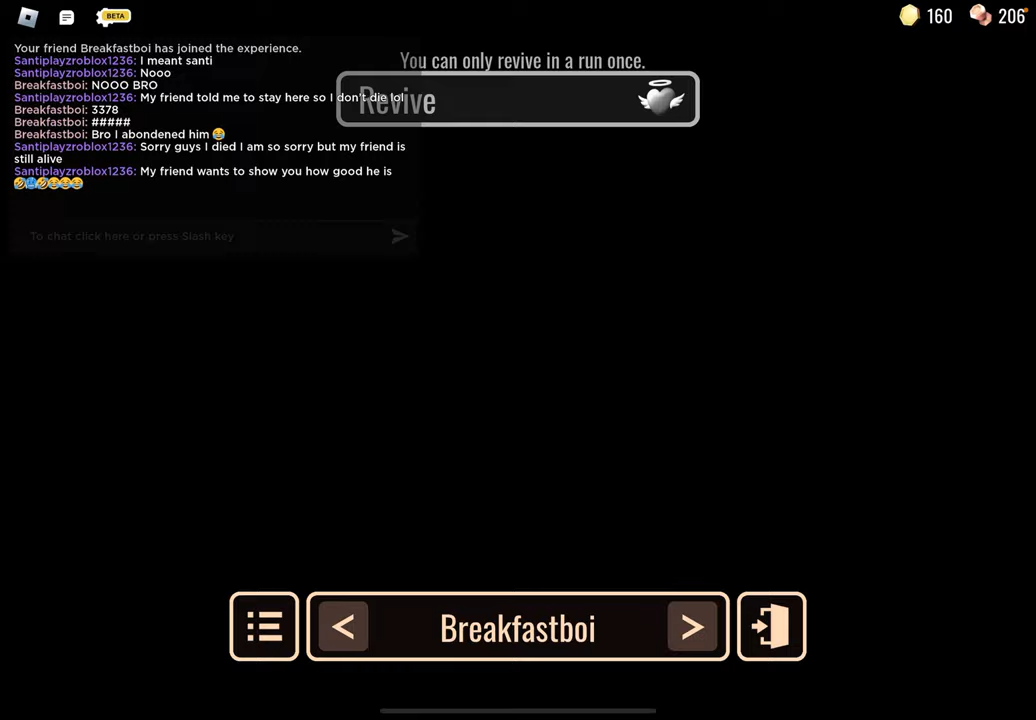 BETA
160
206
Your friend Breakfastboi has joined the experience.
Santiplayzroblox1236: I meant santi
Santiplayzroblox1236: Nooo
Breakfastboi: NOOO BRO
Santiplayzroblox1236: My friend told me to stay here so I don't die lol
Breakfastboi: 3378
Breakfastboi: #####
Breakfastboi: Bro I abondened him 😂
Santiplayzroblox1236: Sorry guys I died I am so sorry but my friend is
still alive
Santiplayzroblox1236: My friend wants to show you how good he is
🤣🥶🤣😂😂😂
To chat click here or press Slash key
You can only revive in a run once.
Revive
< Breakfastboi >